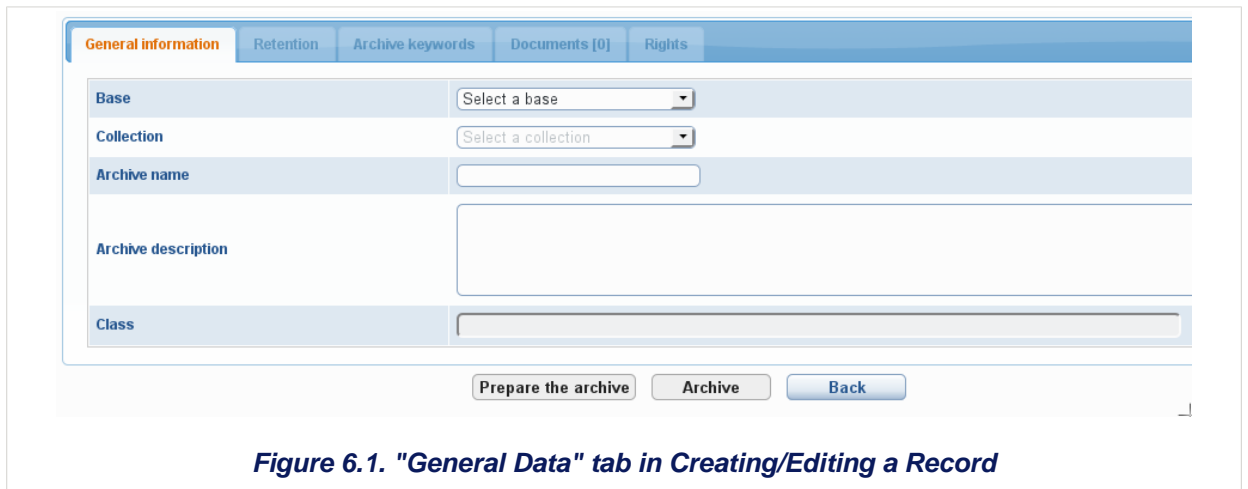 General information Retention Archive keywords Documents [0] Rights
Base Select a base
Collection Select a collection
Archive name
Archive description
Class
Prepare the archive Archive Back
Figure 6.1. "General Data" tab in Creating/Editing a Record